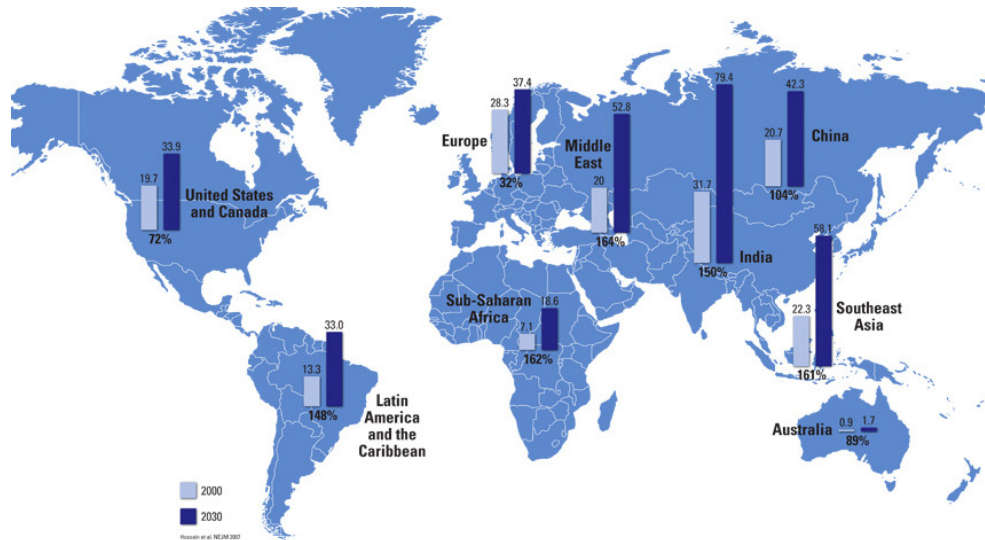 19.7
33.9
United States
and Canada
72%
28.3
37.4
Europe
32%
20
52.8
Middle
East
164%
31.7
79.4
India
150%
20.7
42.3
China
104%
22.3
58.1
Southeast
Asia
161%
7.1
18.6
Sub-Saharan
Africa
162%
13.3
33.0
Latin
America
and the
Caribbean
148%
0.9
1.7
Australia
89%
2000
2030
Hossain et al. NEJM 2007